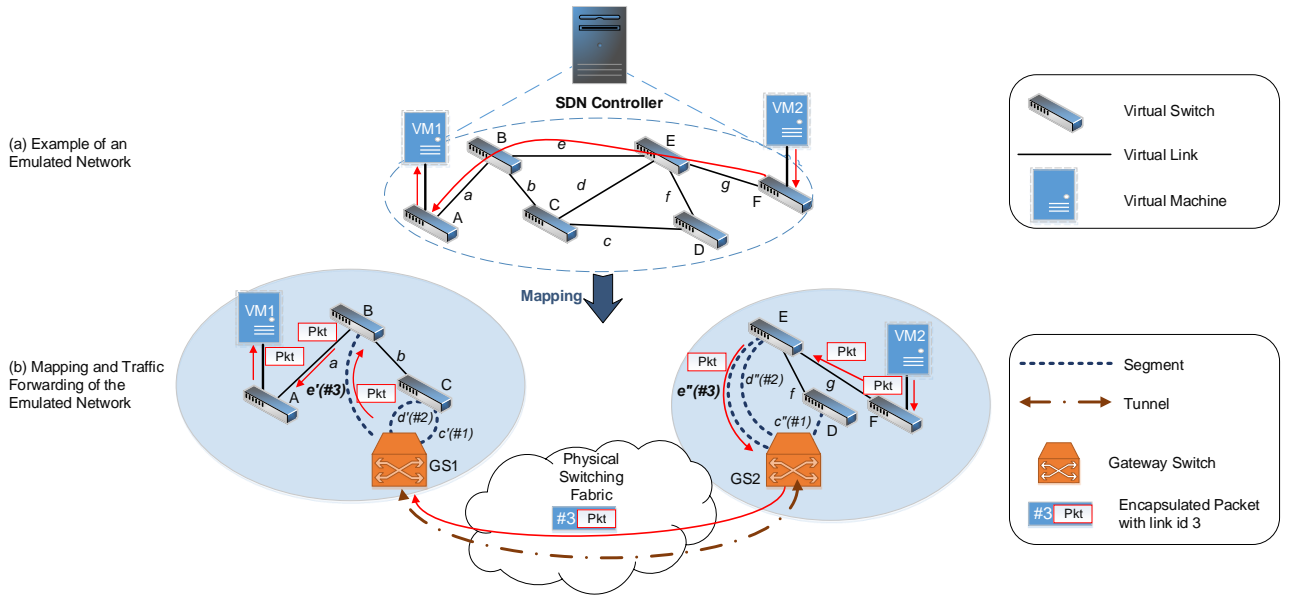 SDN Controller
(a) Example of an
Emulated Network
VM1
VM2
B
E
e
a
b
d
g
A
C
f
F
c
D
Virtual Switch
Virtual Link
Virtual Machine
Mapping
(b) Mapping and Traffic
Forwarding of the
Emulated Network
VM1
B
Pkt
Pkt
a
b
e'(#3)
Pkt
C
A
d'(#2)
c'(#1)
GS1
E
VM2
Pkt
Pkt
d"(#2)
g
e"(#3)
f
Pkt
c"(#1)
D
F
GS2
Physical
Switching
Fabric
#3 Pkt
Segment
Tunnel
Gateway Switch
#3 Pkt
Encapsulated Packet
with link id 3